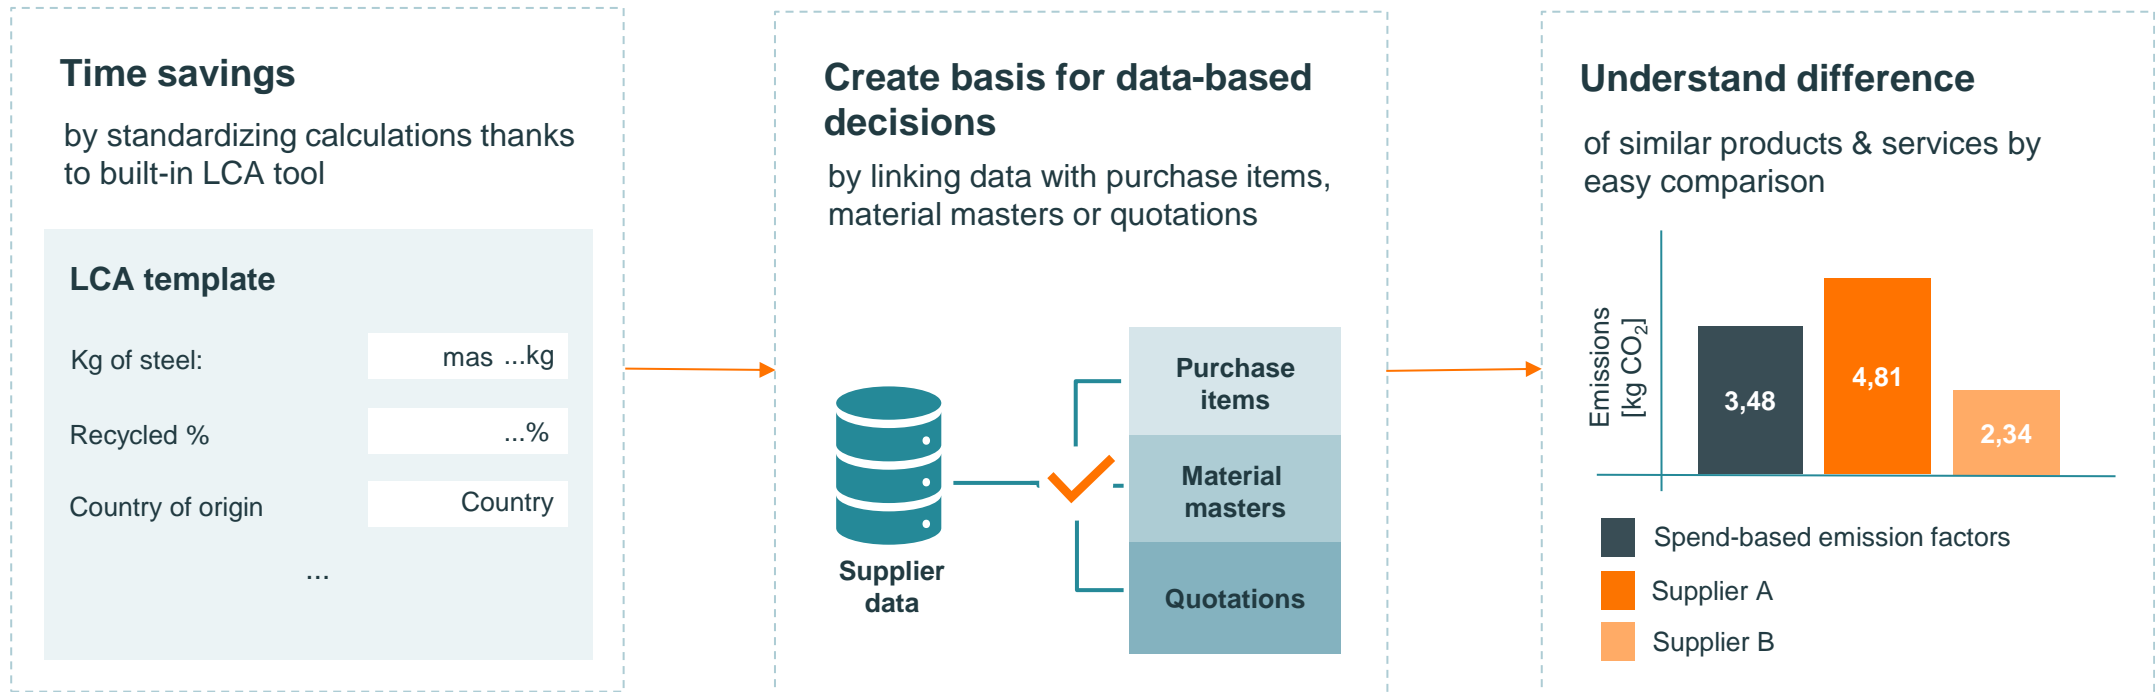 Time savings
by standardizing calculations thanks
to built-in LCA tool
LCA template
Kg of steel:
mas ...kg
Recycled %
...%
Country of origin
Country
...
Create basis for data-based
decisions
by linking data with purchase items,
material masters or quotations
Supplier
data
Purchase
items
Material
masters
Quotations
Understand difference
of similar products & services by
easy comparison
Emissions
[kg CO₂]
3,48
4,81
2,34
Spend-based emission factors
Supplier A
Supplier B